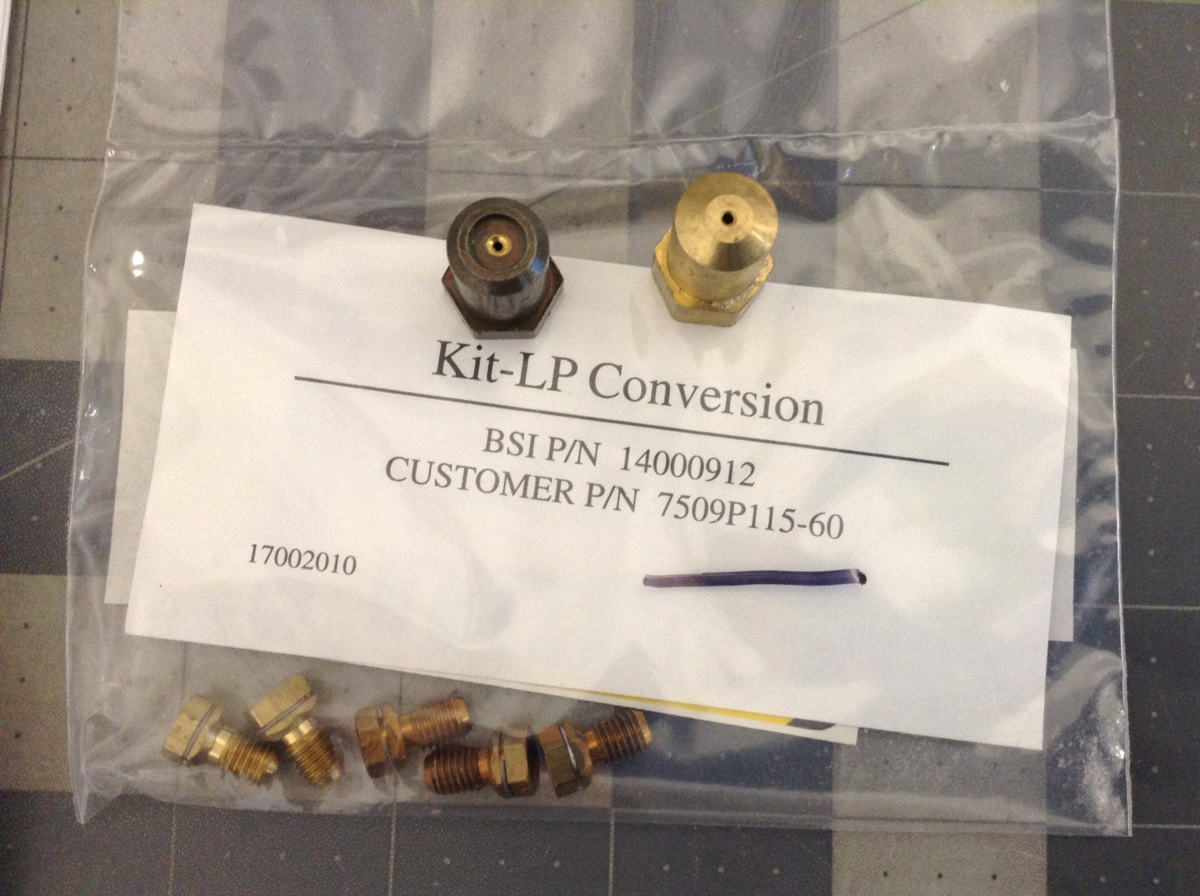 Kit-LP Conversion
BSI P/N 14000912
CUSTOMER P/N 7509P115-60
17002010